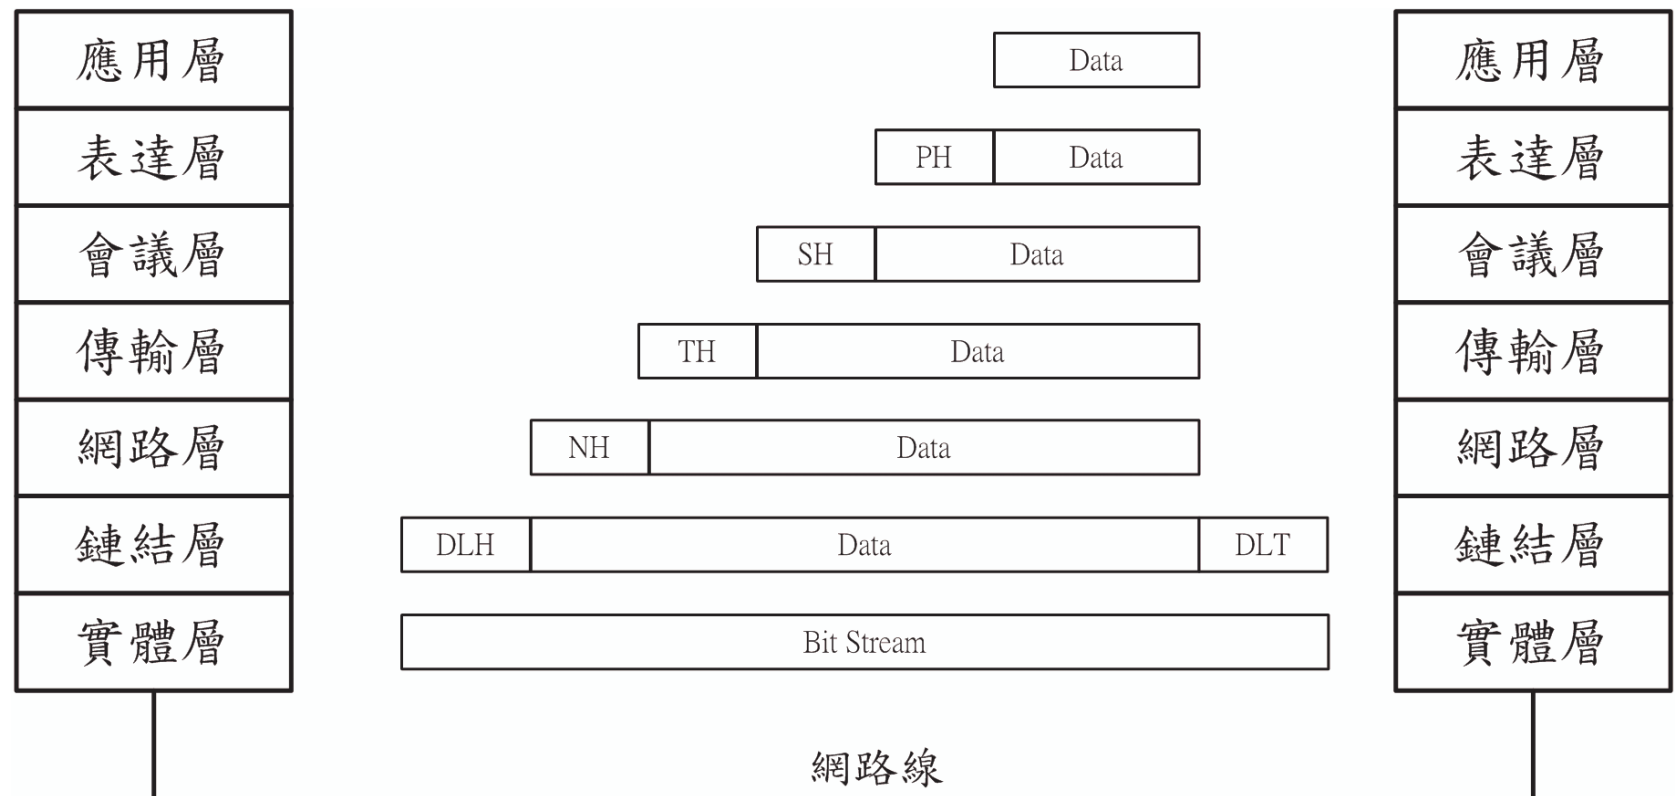 應用層 Data 應用層
表達層 PH Data 表達層
會議層 SH Data 會議層
傳輸層 TH Data 傳輸層
網路層 NH Data 網路層
鏈結層 DLH Data DLT 鏈結層
實體層 Bit Stream 實體層
網路線